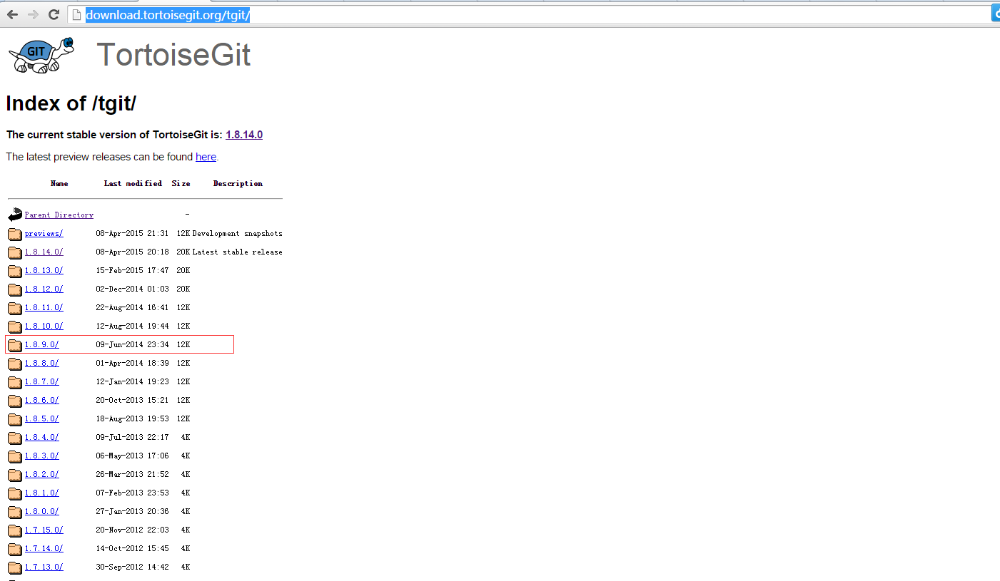 download.tortoisegit.org/tgit/
GIT TortoiseGit
Index of /tgit/
The current stable version of TortoiseGit is: 1.8.14.0
The latest preview releases can be found here.
Name Last modified Size Description
Parent Directory -
previews/ 08-Apr-2015 21:31 12K Development snapshots
1.8.14.0/ 08-Apr-2015 20:18 20K Latest stable release
1.8.13.0/ 15-Feb-2015 17:47 20K
1.8.12.0/ 02-Dec-2014 01:03 20K
1.8.11.0/ 22-Aug-2014 16:41 12K
1.8.10.0/ 12-Aug-2014 19:44 12K
1.8.9.0/ 09-Jun-2014 23:34 12K
1.8.8.0/ 01-Apr-2014 18:39 12K
1.8.7.0/ 12-Jan-2014 19:23 12K
1.8.6.0/ 20-Oct-2013 15:21 12K
1.8.5.0/ 18-Aug-2013 19:53 12K
1.8.4.0/ 09-Jul-2013 22:17 4K
1.8.3.0/ 06-May-2013 17:06 4K
1.8.2.0/ 26-Mar-2013 21:52 4K
1.8.1.0/ 07-Feb-2013 23:53 4K
1.8.0.0/ 27-Jan-2013 20:36 4K
1.7.15.0/ 20-Nov-2012 22:03 4K
1.7.14.0/ 14-Oct-2012 15:45 4K
1.7.13.0/ 30-Sep-2012 14:42 4K